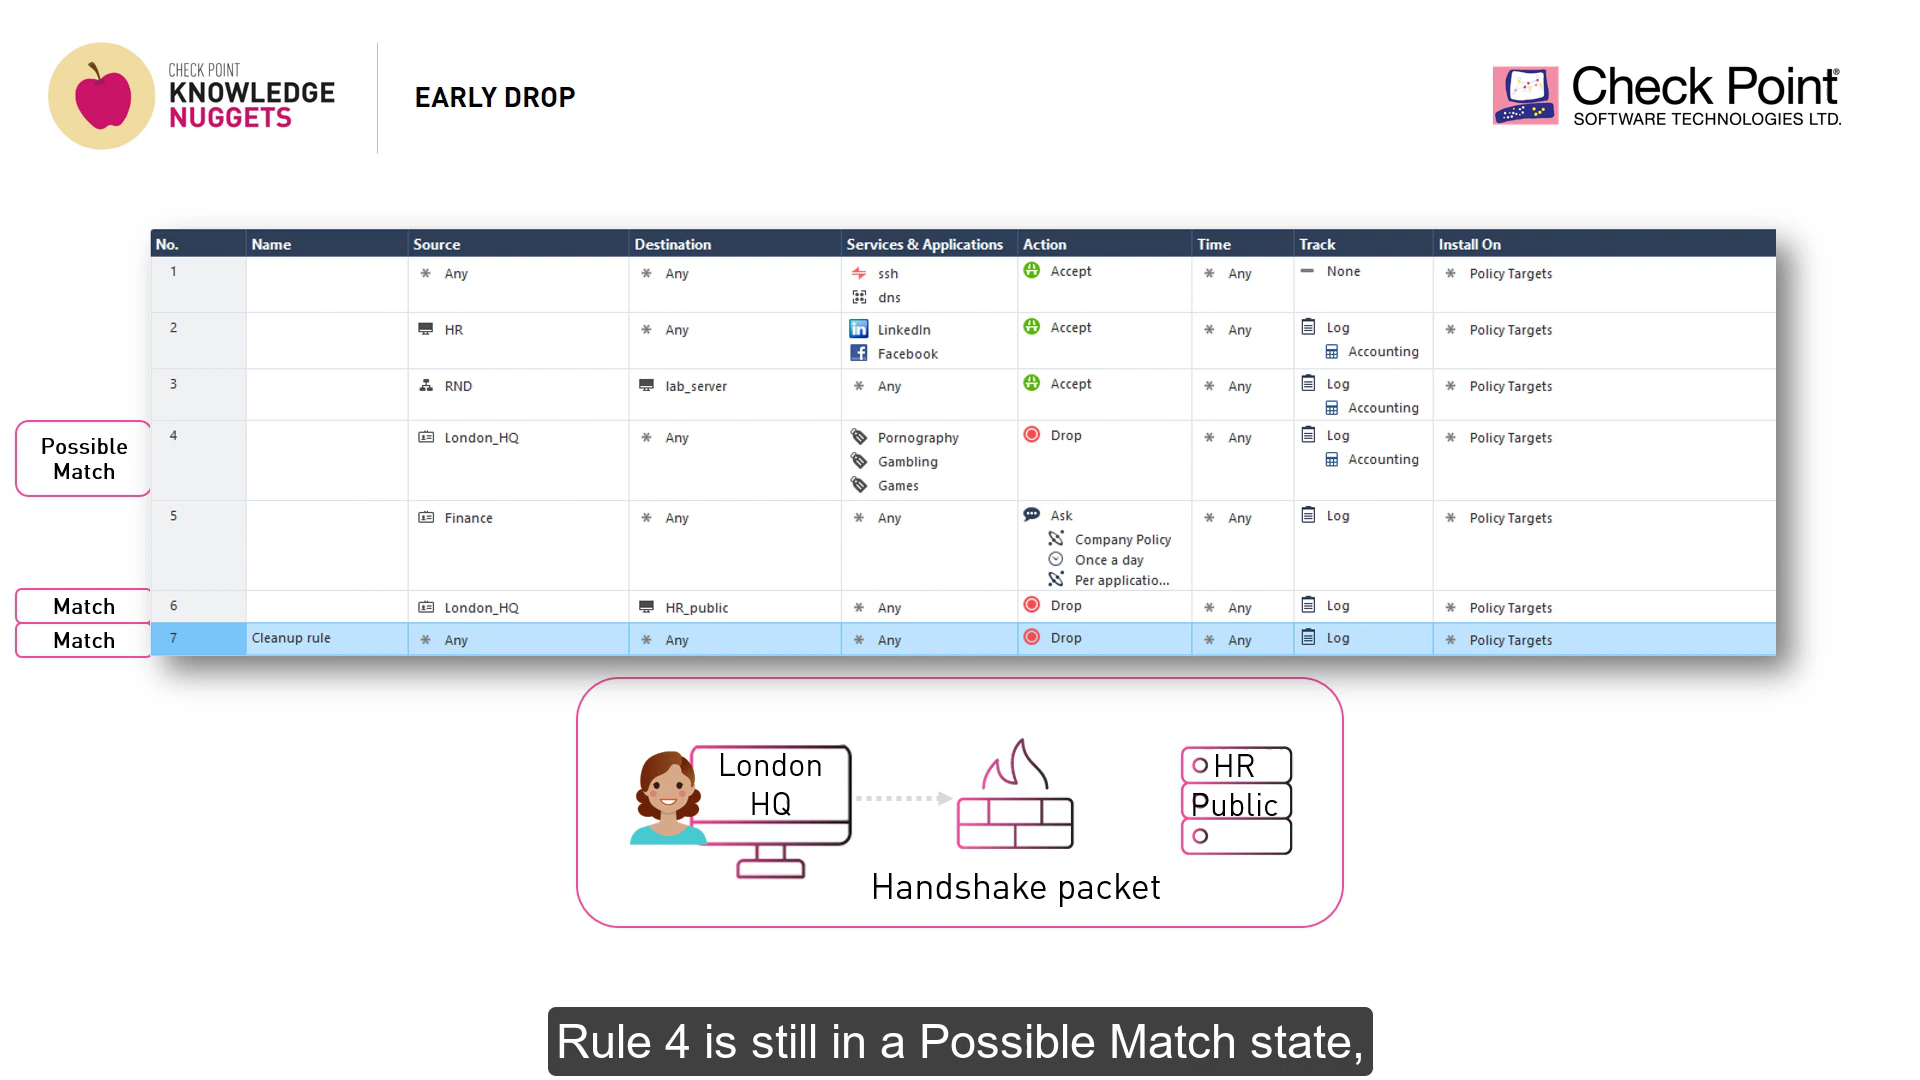 CHECK POINT
KNOWLEDGE
NUGGETS
EARLY DROP
Check Point®
SOFTWARE TECHNOLOGIES LTD.
No. Name Source Destination Services & Applications Action Time Track Install On
1 * Any * Any ssh Accept * Any None * Policy Targets
dns
2 HR * Any LinkedIn Accept * Any Log * Policy Targets
Facebook Accounting
3 RND lab_server * Any Accept * Any Log * Policy Targets
Accounting
Possible
Match
4 London_HQ * Any Pornography Drop * Any Log * Policy Targets
Gambling Accounting
Games
5 Finance * Any * Any Ask * Any Log * Policy Targets
Company Policy
Once a day
Per applicatio...
Match
6 London_HQ HR_public * Any Drop * Any Log * Policy Targets
Match
7 Cleanup rule * Any * Any * Any Drop * Any Log * Policy Targets
London
HQ
HR
Public
Handshake packet
Rule 4 is still in a Possible Match state,